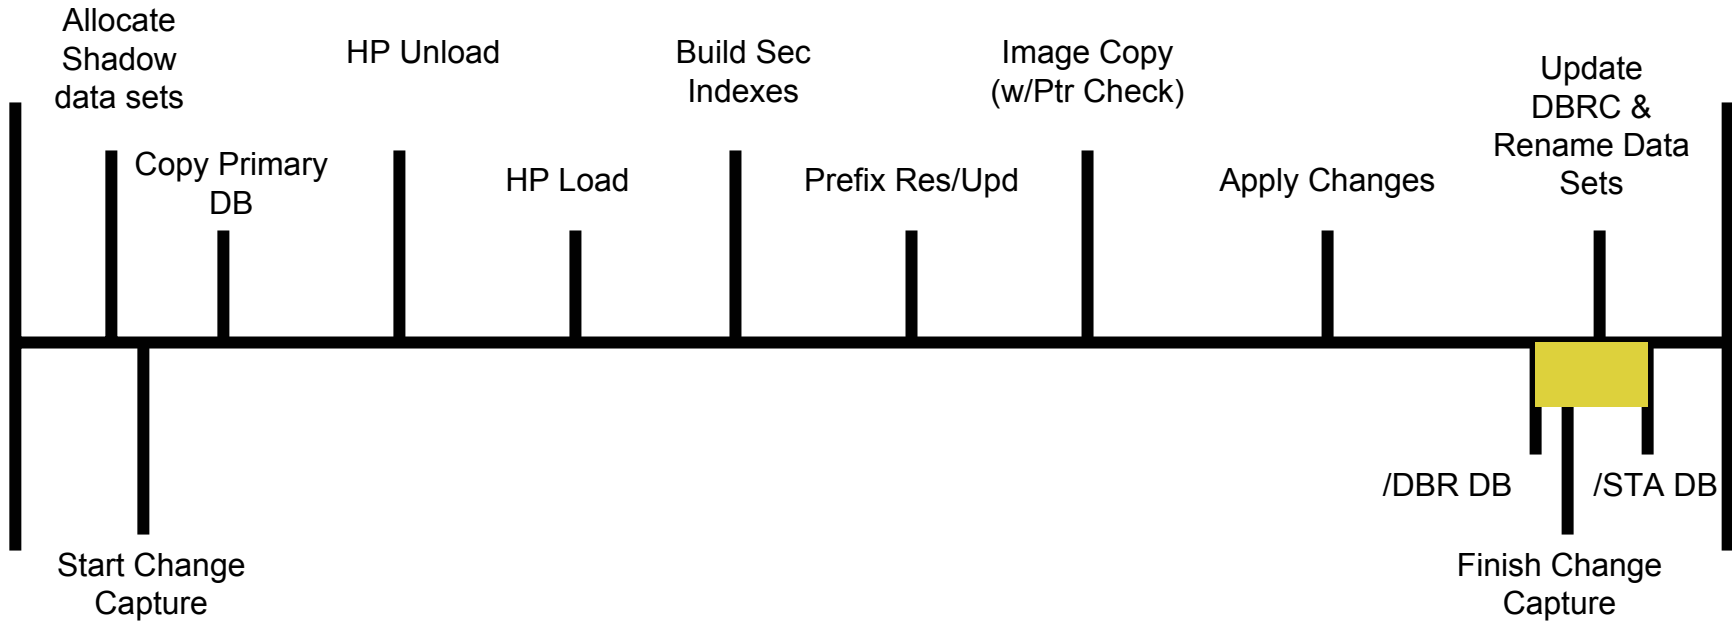 Allocate
Shadow
data sets
Copy Primary
DB
HP Unload
HP Load
Build Sec
Indexes
Prefix Res/Upd
Image Copy
(w/Ptr Check)
Apply Changes
Update
DBRC &
Rename Data
Sets
Start Change
Capture
/DBR DB
/STA DB
Finish Change
Capture